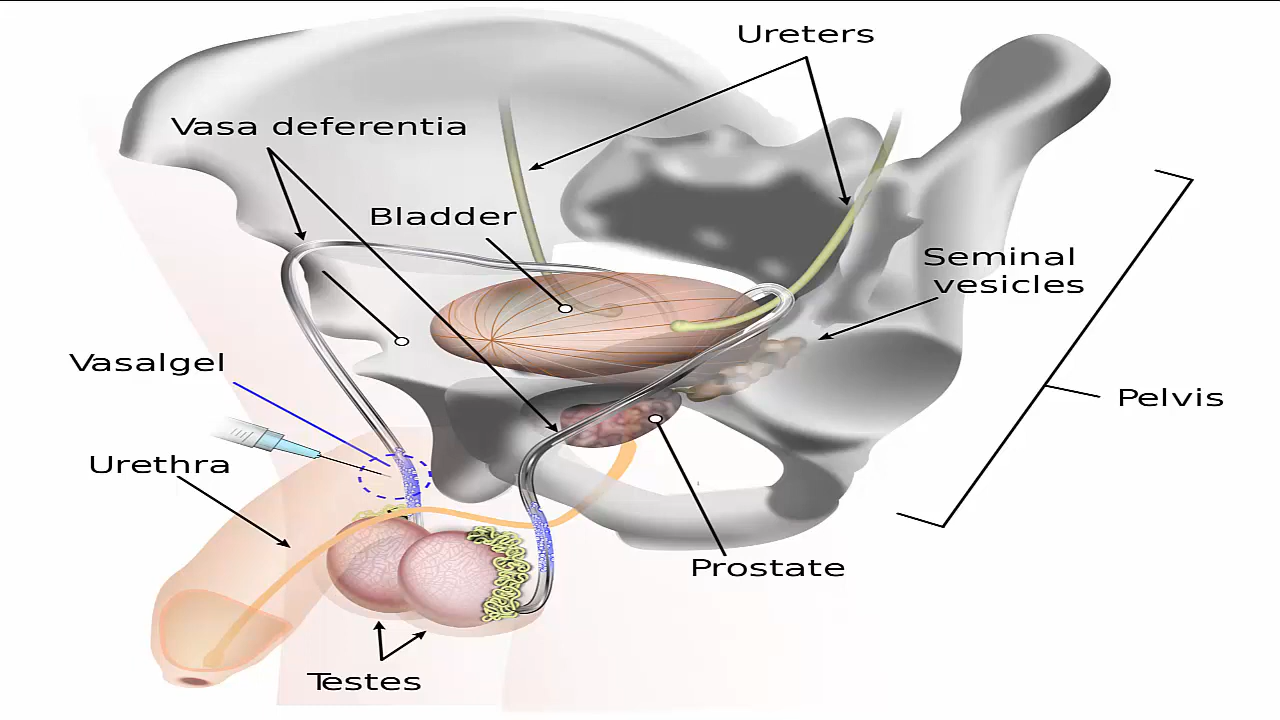 Ureters
Vasa deferentia
Bladder
Seminal
vesicles
Vasalgel
Pelvis
Urethra
Prostate
Testes